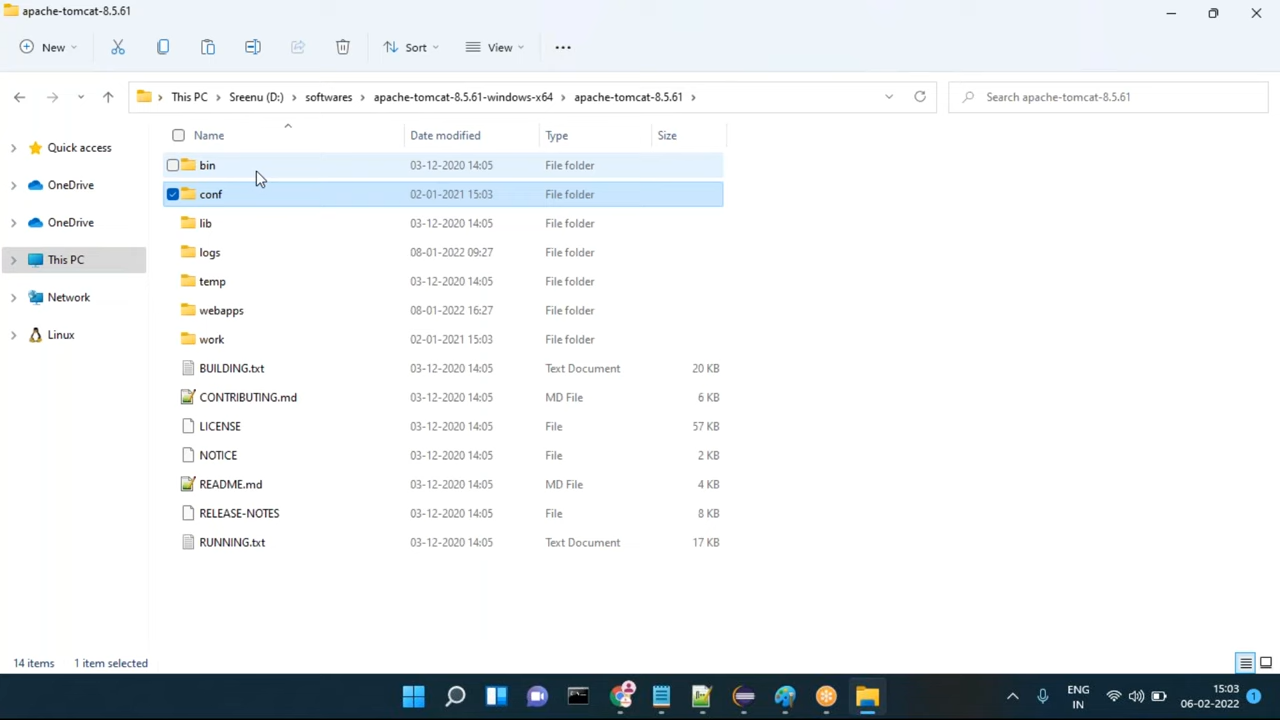 apache-tomcat-8.5.61
New
Sort
View
This PC > Sreenu (D:) > softwares > apache-tomcat-8.5.61-windows-x64 > apache-tomcat-8.5.61 >
Search apache-tomcat-8.5.61
Name Date modified Type Size
Quick access
OneDrive
OneDrive
This PC
Network
Linux
bin 03-12-2020 14:05 File folder
conf 02-01-2021 15:03 File folder
lib 03-12-2020 14:05 File folder
logs 08-01-2022 09:27 File folder
temp 03-12-2020 14:05 File folder
webapps 08-01-2022 16:27 File folder
work 02-01-2021 15:03 File folder
BUILDING.txt 03-12-2020 14:05 Text Document 20 KB
CONTRIBUTING.md 03-12-2020 14:05 MD File 6 KB
LICENSE 03-12-2020 14:05 File 57 KB
NOTICE 03-12-2020 14:05 File 2 KB
README.md 03-12-2020 14:05 MD File 4 KB
RELEASE-NOTES 03-12-2020 14:05 File 8 KB
RUNNING.txt 03-12-2020 14:05 Text Document 17 KB
14 items 1 item selected
ENG
IN
15:03
06-02-2022
1